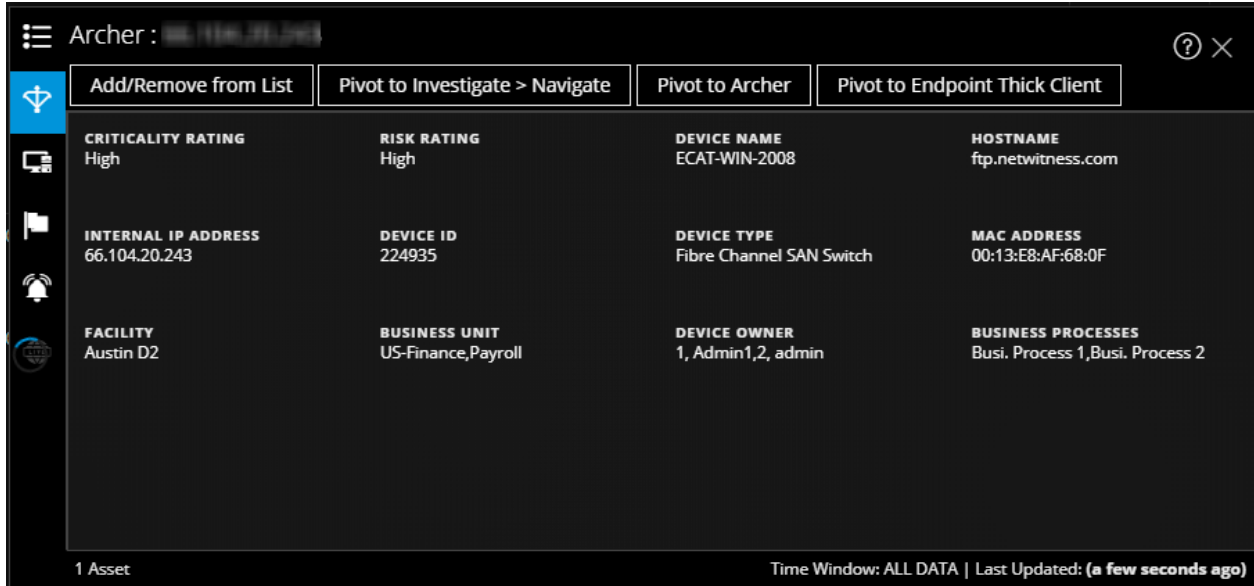 Archer :
Add/Remove from List Pivot to Investigate > Navigate Pivot to Archer Pivot to Endpoint Thick Client
CRITICALITY RATING RISK RATING DEVICE NAME HOSTNAME
High High ECAT-WIN-2008 ftp.netwitness.com
INTERNAL IP ADDRESS DEVICE ID DEVICE TYPE MAC ADDRESS
66.104.20.243 224935 Fibre Channel SAN Switch 00:13:E8:AF:68:0F
FACILITY BUSINESS UNIT DEVICE OWNER BUSINESS PROCESSES
Austin D2 US-Finance,Payroll 1, Admin1,2, admin Busi. Process 1,Busi. Process 2
1 Asset Time Window: ALL DATA | Last Updated: (a few seconds ago)